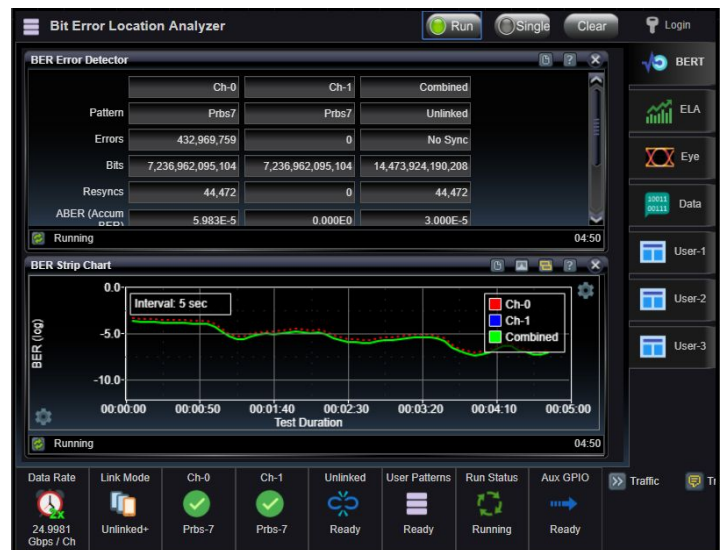 Bit Error Location Analyzer
Run
Single
Clear
Login
BER Error Detector
Ch-0 Ch-1 Combined
Pattern Prbs7 Prbs7 Unlinked
Errors 432,969,759 0 No Sync
Bits 7,236,962,095,104 7,236,962,095,104 14,473,924,190,208
Resyncs 44,472 0 44,472
ABER (Accum BER) 5.983E-5 0.000E0 3.000E-5
Running 04:50
BER Strip Chart
Interval: 5 sec
Ch-0
Ch-1
Combined
BER (log)
0.0
-5.0
-10.0
00:00:00 00:00:50 00:01:40 00:02:30 00:03:20 00:04:10 00:05:00
Test Duration
Running 04:50
BERT
ELA
Eye
10011
00111
Data
User-1
User-2
User-3
Data Rate Link Mode Ch-0 Ch-1 Unlinked User Patterns Run Status Aux GPIO
2x
24.9981 Unlinked+ Prbs-7 Prbs-7 Ready Ready Running Ready
Gbps / Ch
Traffic